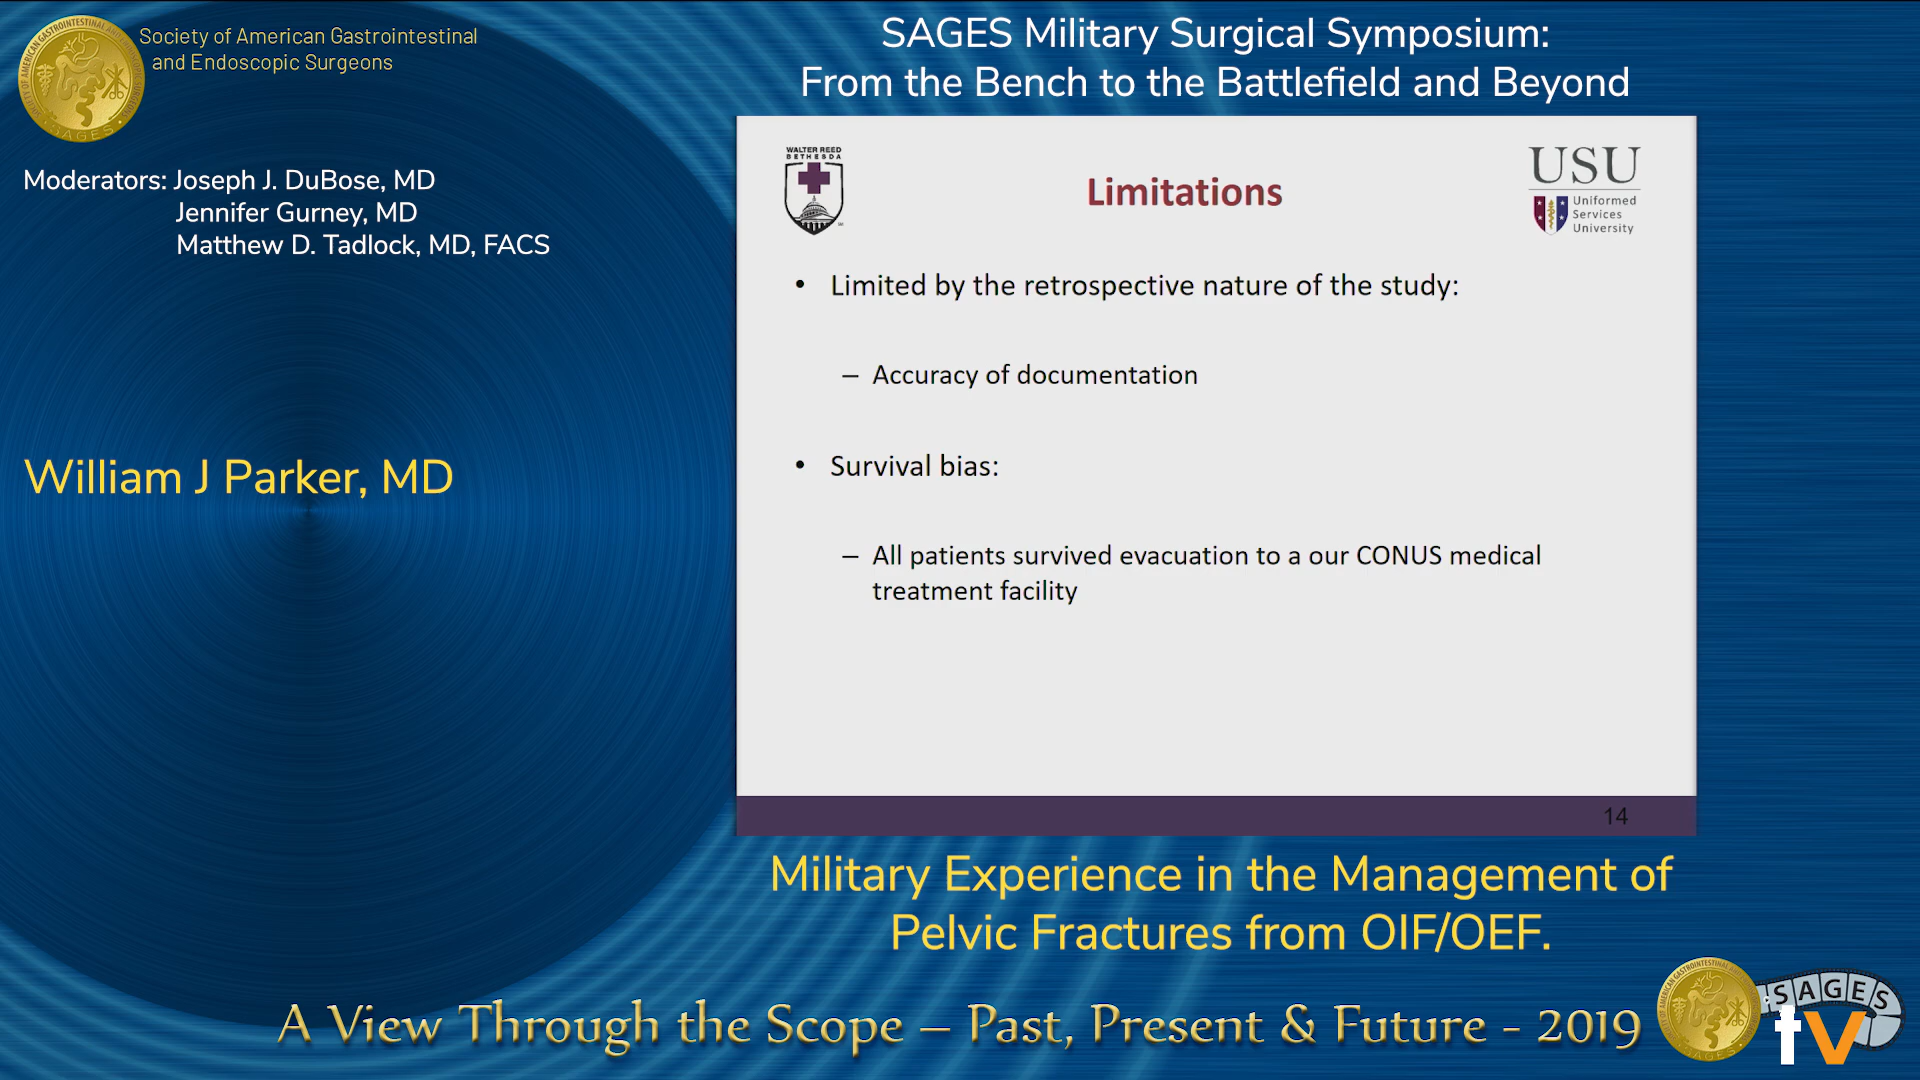 Society of American Gastrointestinal
and Endoscopic Surgeons
SAGES
Moderators: Joseph J. DuBose, MD
Jennifer Gurney, MD
Matthew D. Tadlock, MD, FACS
William J Parker, MD
SAGES Military Surgical Symposium:
From the Bench to the Battlefield and Beyond
WALTER REED
BETHESDA
Limitations
USU
Uniformed
Services
University
• Limited by the retrospective nature of the study:
– Accuracy of documentation
• Survival bias:
– All patients survived evacuation to a our CONUS medical
treatment facility
14
Military Experience in the Management of
Pelvic Fractures from OIF/OEF.
A View Through the Scope – Past, Present & Future - 2019
SAGES
tv